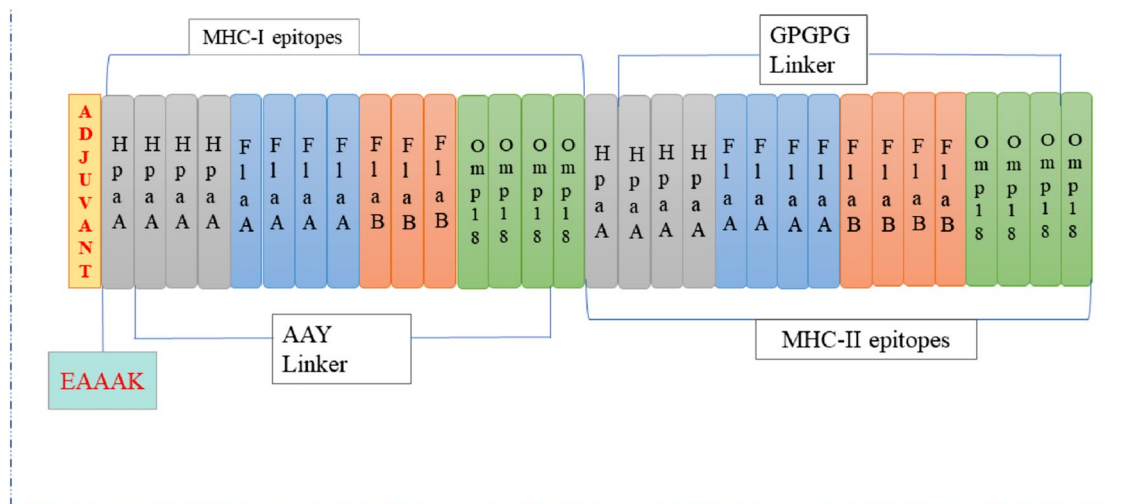 MHC-I epitopes
GPGPG
Linker
ADJUVANT
HpaA
HpaA
HpaA
HpaA
FlaA
FlaA
FlaA
FlaA
FlaB
FlaB
FlaB
Omp18
Omp18
Omp18
Omp18
HpaA
HpaA
HpaA
HpaA
FlaA
FlaA
FlaA
FlaA
FlaB
FlaB
FlaB
FlaB
Omp18
Omp18
Omp18
Omp18
AAY
Linker
MHC-II epitopes
EAAAK